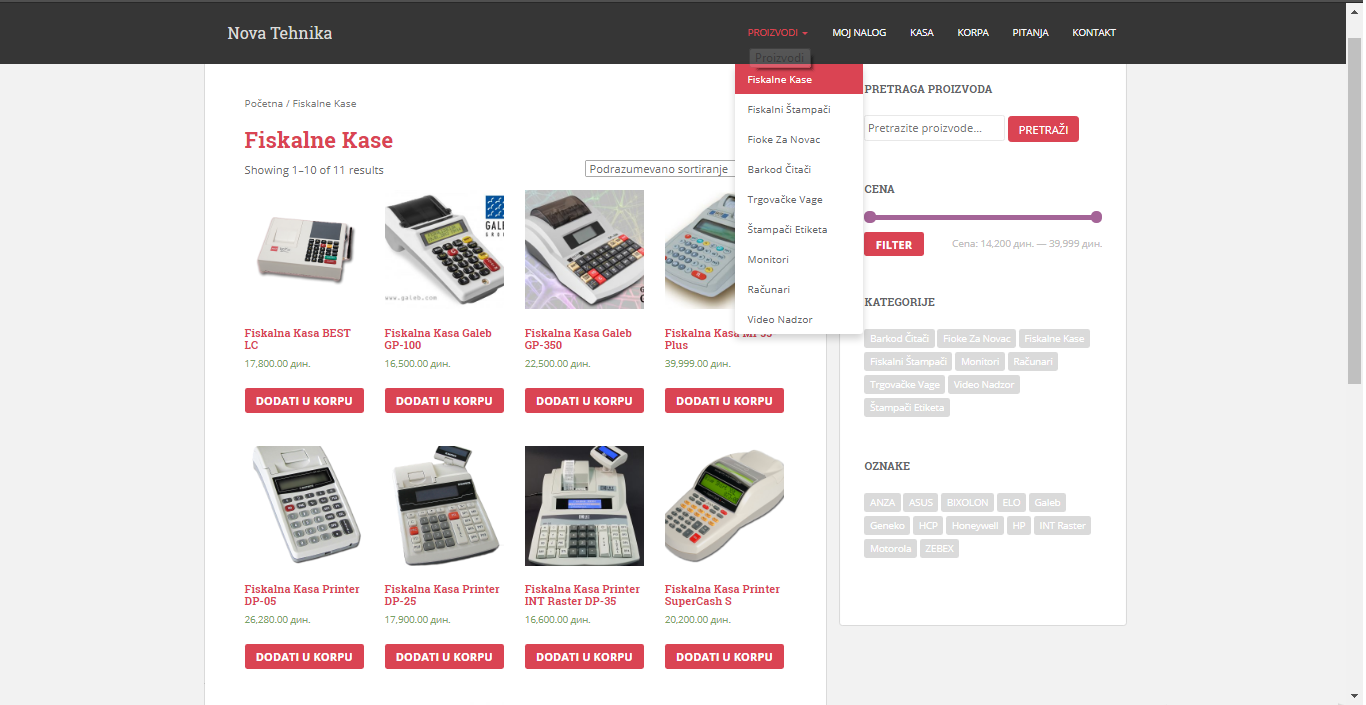 Nova Tehnika
PROIZVODI
MOJ NALOG
KASA
KORPA
PITANJA
KONTAKT
Proizvodi
Fiskalne Kase
Fiskalni Štampači
Fioke Za Novac
Barkod Čitači
Trgovačke Vage
Štampači Etiketa
Monitori
Računari
Video Nadzor
Početna / Fiskalne Kase
Fiskalne Kase
Showing 1–10 of 11 results
Podrazumevano sortiranje
GALEB
www.galeb.com
Fiskalna Kasa BEST
LC
17,800.00 дин.
DODATI U KORPU
Fiskalna Kasa Galeb
GP-100
16,500.00 дин.
DODATI U KORPU
Fiskalna Kasa Galeb
GP-350
22,500.00 дин.
DODATI U KORPU
Fiskalna Kasa
Plus
39,999.00 дин.
DODATI U KORPU
Fiskalna Kasa Printer
DP-05
26,280.00 дин.
DODATI U KORPU
Fiskalna Kasa Printer
DP-25
17,900.00 дин.
DODATI U KORPU
Fiskalna Kasa Printer
INT Raster DP-35
16,600.00 дин.
DODATI U KORPU
Fiskalna Kasa Printer
SuperCash S
20,200.00 дин.
DODATI U KORPU
PRETRAGA PROIZVODA
Pretrazite proizvode...
PRETRAŽI
CENA
FILTER
Cena: 14,200 дин. — 39,999 дин.
KATEGORIJE
Barkod Čitači Fioke Za Novac Fiskalne Kase
Fiskalni Štampači Monitori Računari
Trgovačke Vage Video Nadzor
Štampači Etiketa
OZNAKE
ANZA ASUS BIXOLON ELO Galeb
Geneko HCP Honeywell HP INT Raster
Motorola ZEBEX